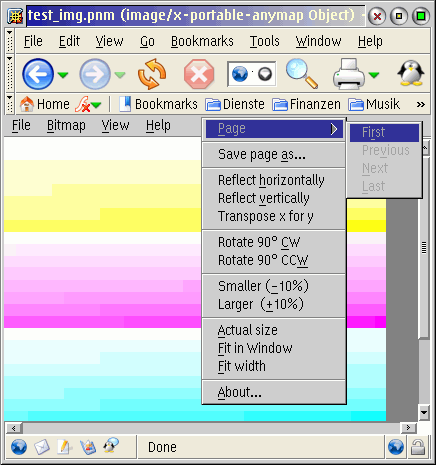 test_img.pnm (image/x-portable-anymap Object) -
File Edit View Go Bookmarks Tools Window Help
Home Bookmarks Dienste Finanzen Musik »
File Bitmap View Help
Page
First
Previous
Next
Last
Save page as...
Reflect horizontally
Reflect vertically
Transpose x for y
Rotate 90° CW
Rotate 90° CCW
Smaller (-10%)
Larger (+10%)
Actual size
Fit in Window
Fit width
About...
Done